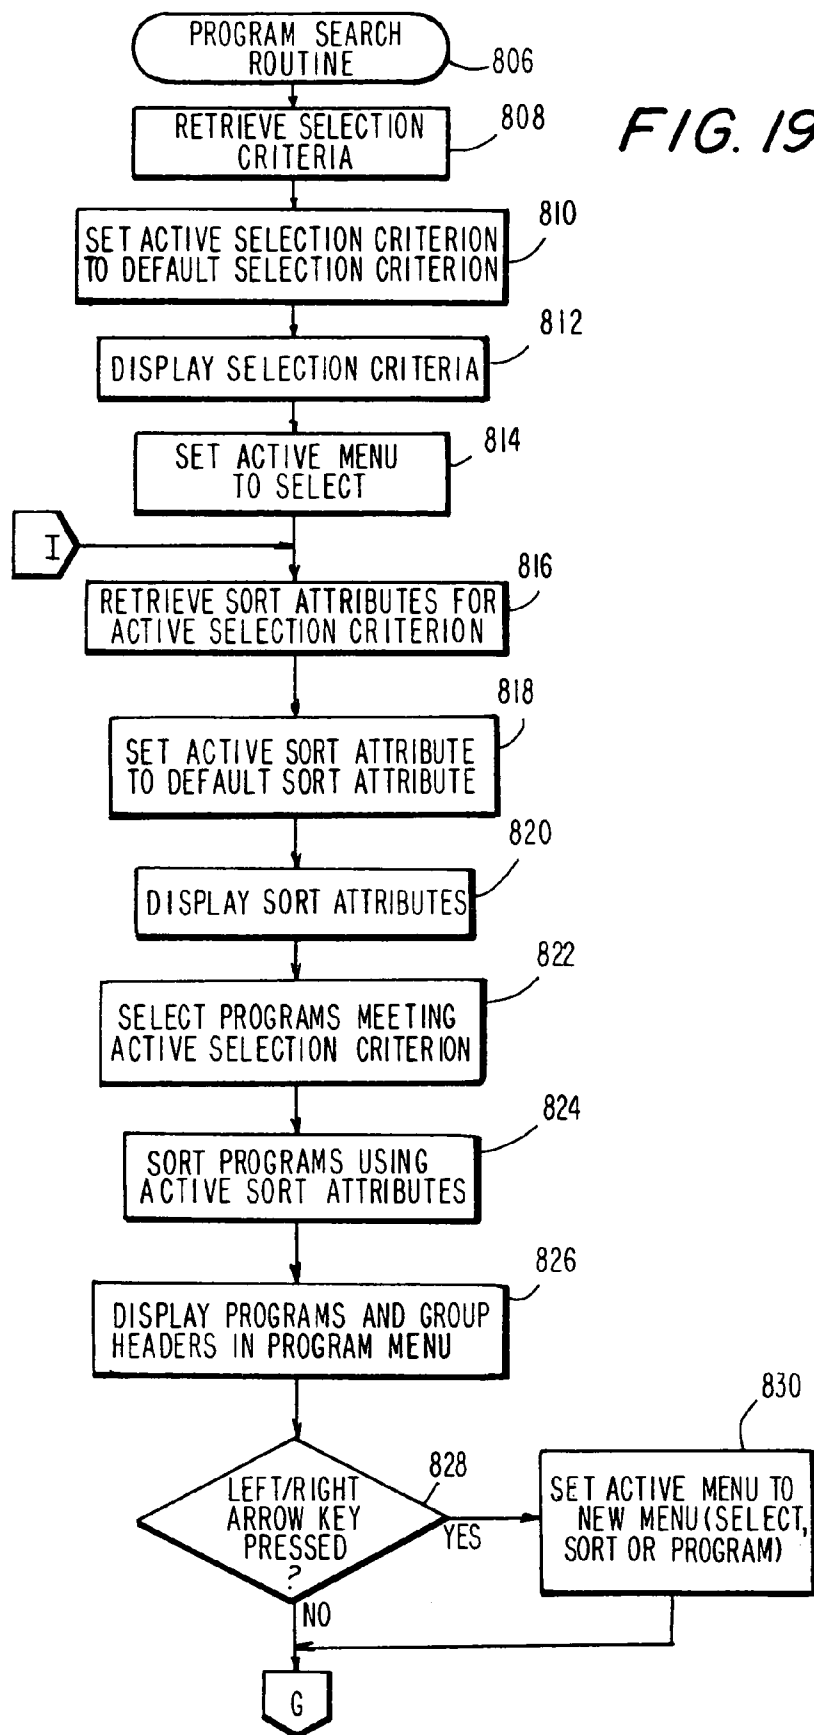 PROGRAM SEARCH
ROUTINE
806
FIG. 19
RETRIEVE SELECTION
CRITERIA
808
SET ACTIVE SELECTION CRITERION
TO DEFAULT SELECTION CRITERION
810
DISPLAY SELECTION CRITERIA
812
SET ACTIVE MENU
TO SELECT
814
I
RETRIEVE SORT ATTRIBUTES FOR
ACTIVE SELECTION CRITERION
816
SET ACTIVE SORT ATTRIBUTE
TO DEFAULT SORT ATTRIBUTE
818
DISPLAY SORT ATTRIBUTES
820
SELECT PROGRAMS MEETING
ACTIVE SELECTION CRITERION
822
SORT PROGRAMS USING
ACTIVE SORT ATTRIBUTES
824
DISPLAY PROGRAMS AND GROUP
HEADERS IN PROGRAM MENU
826
LEFT/RIGHT
ARROW KEY
PRESSED
?
828
YES
SET ACTIVE MENU TO
NEW MENU (SELECT,
SORT OR PROGRAM)
830
NO
G